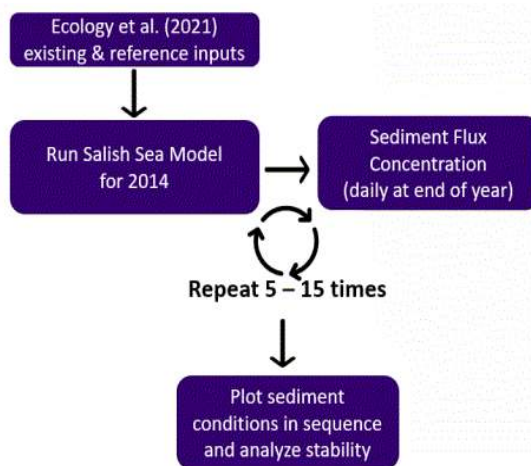 Ecology et al. (2021)
existing & reference inputs
Run Salish Sea Model
for 2014
Sediment Flux
Concentration
(daily at end of year)
Repeat 5 – 15 times
Plot sediment
conditions in sequence
and analyze stability